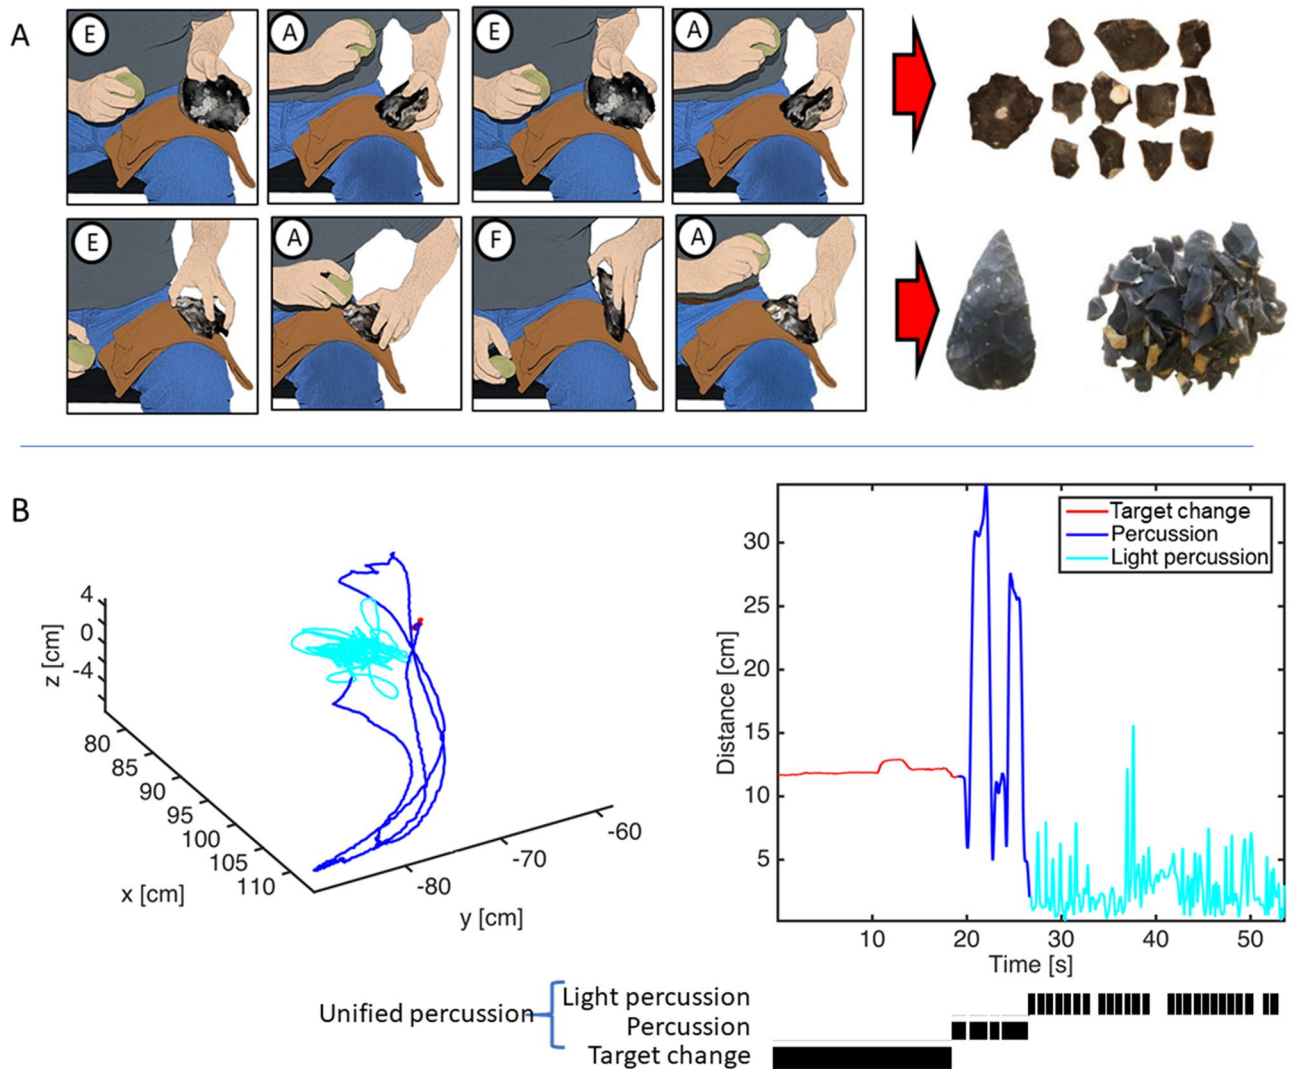 A
E
A
E
A
E
A
F
A
B
4
0
-4
z [cm]
80
85
90
95
100
105
110
x [cm]
-80
-70
-60
y [cm]
Target change
Percussion
Light percussion
30
25
20
15
10
5
Distance [cm]
10
20
30
40
50
Time [s]
Unified percussion
Light percussion
Percussion
Target change